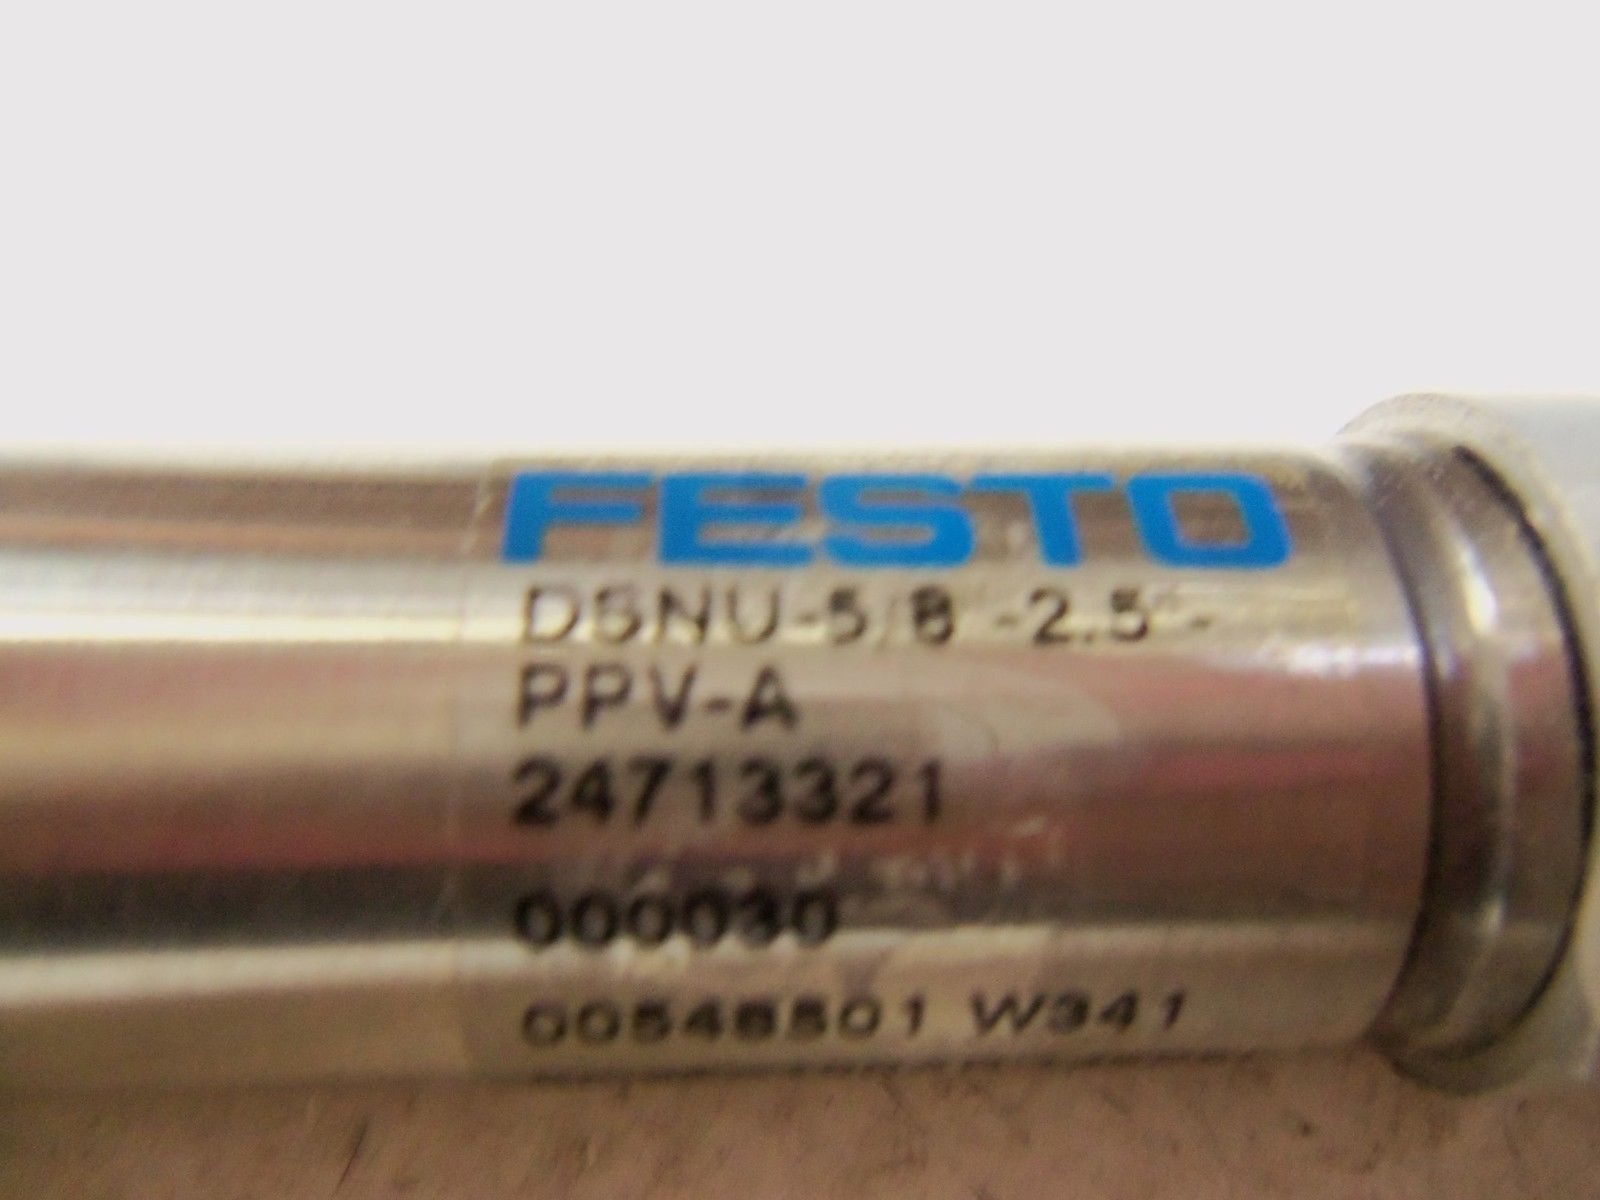 FESTO
DSNU-5/8"-2.5"-
PPV-A
24713321
000030
00548501 W341